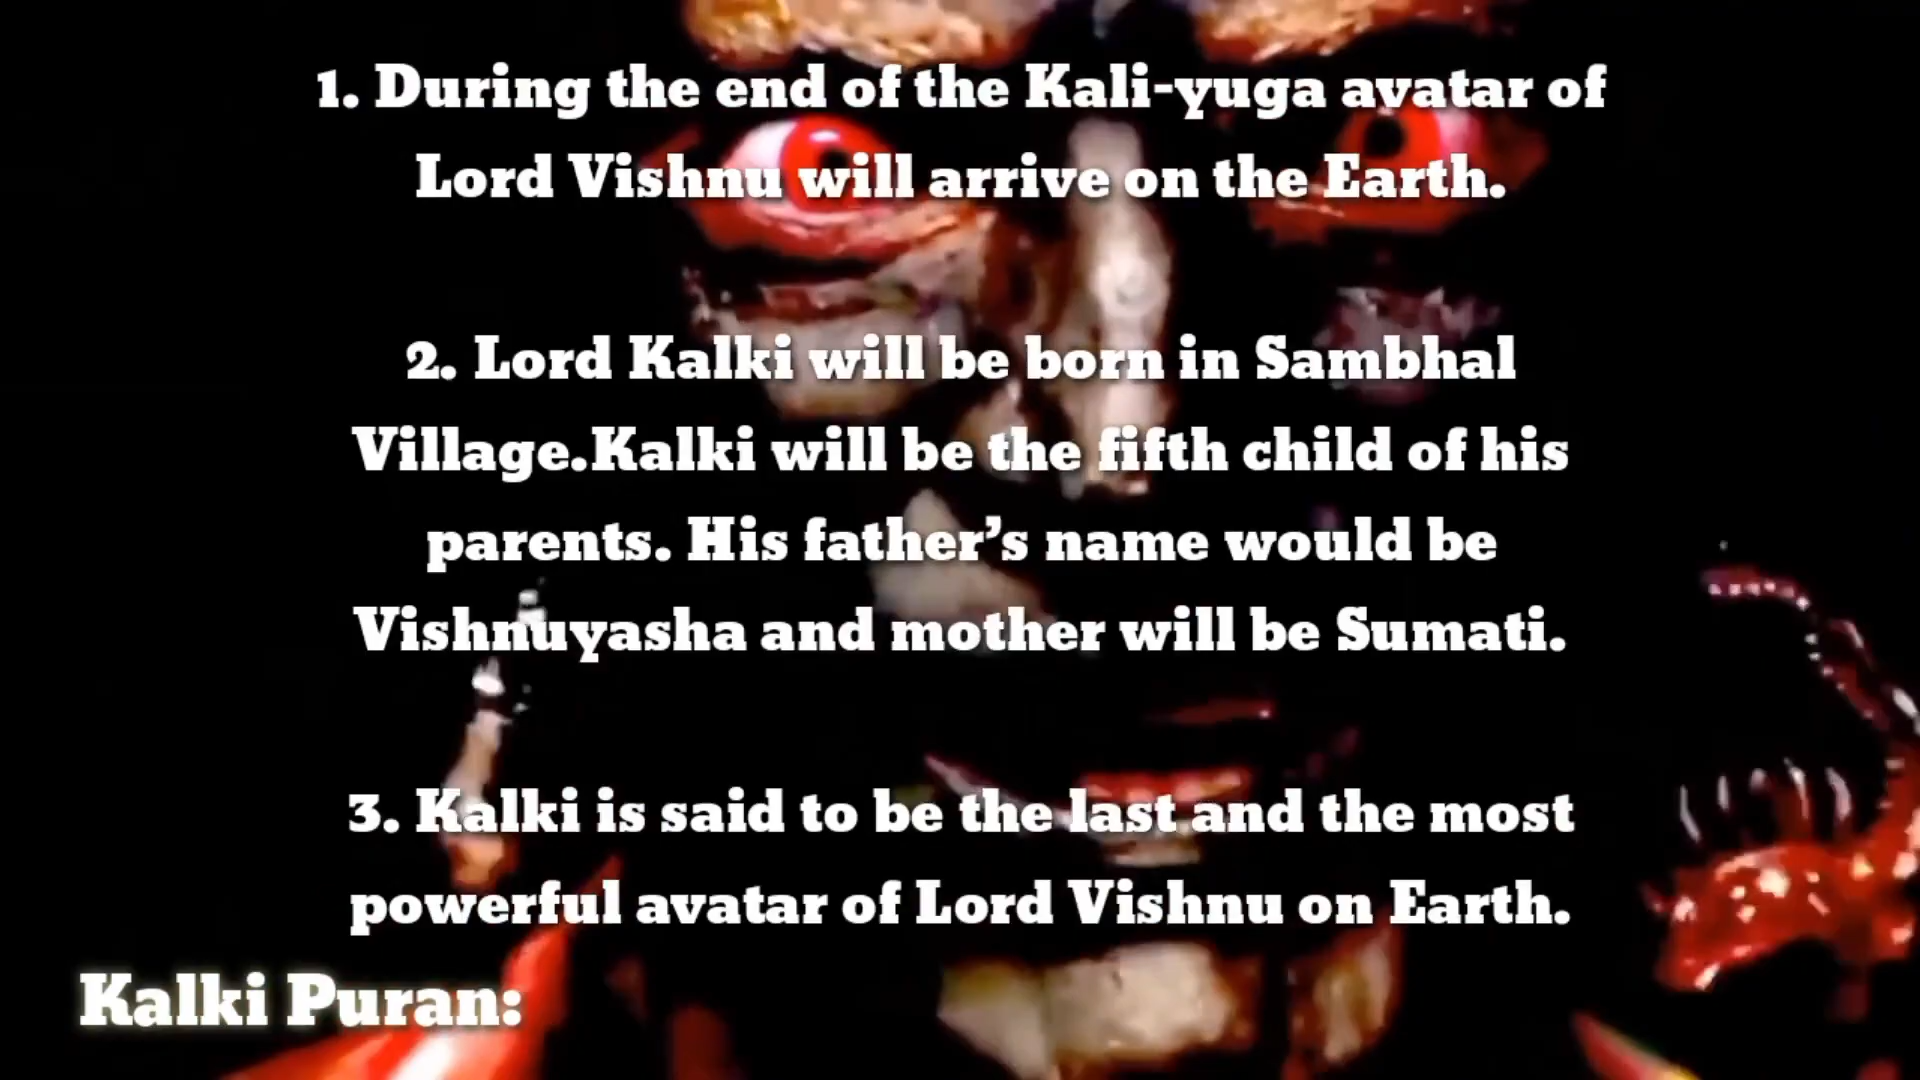 1. During the end of the Kali-yuga avatar of
Lord Vishnu will arrive on the Earth.
2. Lord Kalki will be born in Sambhal
Village.Kalki will be the fifth child of his
parents. His father’s name would be
Vishnuyasha and mother will be Sumati.
3. Kalki is said to be the last and the most
powerful avatar of Lord Vishnu on Earth.
Kalki Puran: